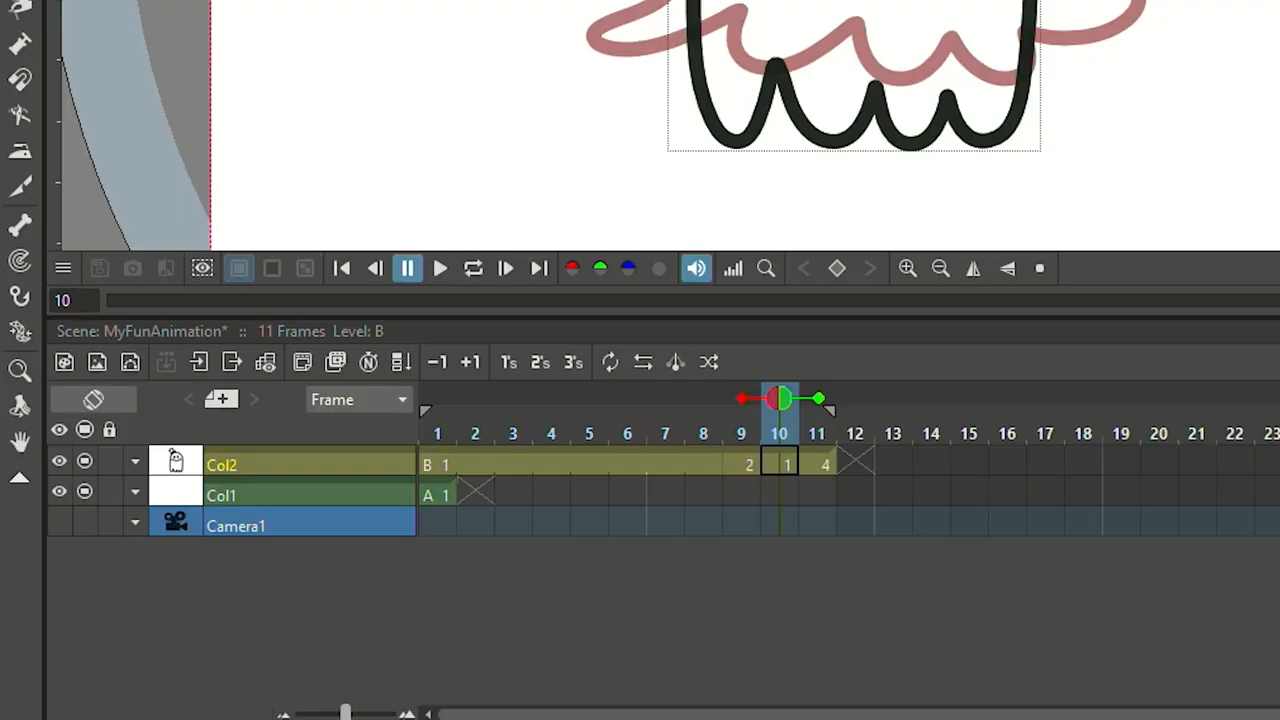 10
Scene: MyFunAnimation* :: 11 Frames Level: B
-1 +1 1's 2's 3's
Frame
1 2 3 4 5 6 7 8 9 10 11 12 13 14 15 16 17 18 19 20 21 22 23
Col2 B 1 2 1 4
Col1 A 1
Camera1